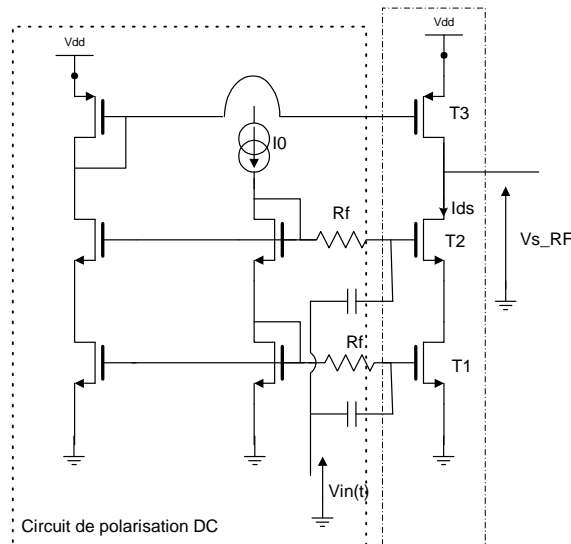 Vdd
Vdd
T3
I0
Rf
Ids
T2
Vs_RF
Rf
T1
Vin(t)
Circuit de polarisation DC